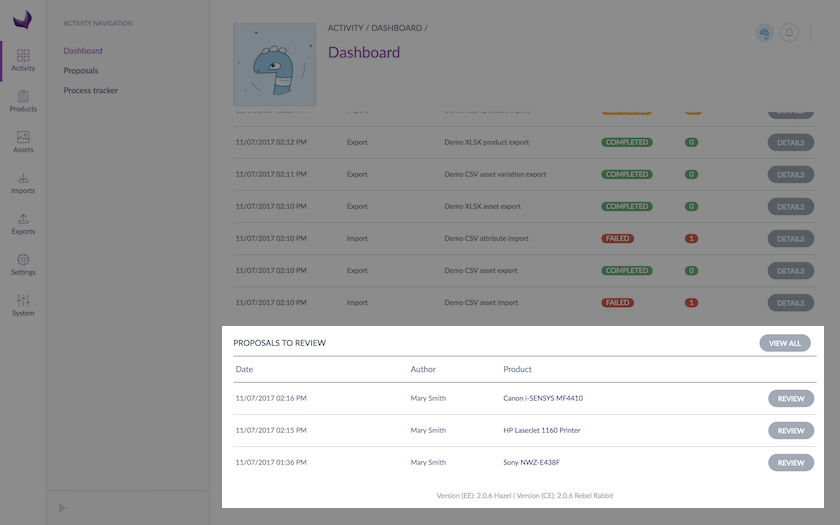 ACTIVITY NAVIGATION
Dashboard
Proposals
Process tracker
Activity
Products
Assets
Imports
Exports
Settings
System
ACTIVITY / DASHBOARD /
Dashboard
11/07/2017 02:12 PM Export Demo XLSX product export COMPLETED 0 DETAILS
11/07/2017 02:11 PM Export Demo CSV asset variation export COMPLETED 0 DETAILS
11/07/2017 02:10 PM Export Demo XLSX asset export COMPLETED 0 DETAILS
11/07/2017 02:10 PM Import Demo CSV attribute import FAILED 1 DETAILS
11/07/2017 02:10 PM Export Demo CSV asset export COMPLETED 0 DETAILS
11/07/2017 02:10 PM Import Demo CSV asset import FAILED 1 DETAILS
PROPOSALS TO REVIEW VIEW ALL
Date Author Product
11/07/2017 02:16 PM Mary Smith Canon i-SENSYS MF4410 REVIEW
11/07/2017 02:15 PM Mary Smith HP LaserJet 1160 Printer REVIEW
11/07/2017 01:36 PM Mary Smith Sony NWZ-E438F REVIEW
Version (EE): 2.0.6 Hazel | Version (CE): 2.0.6 Rebel Rabbit